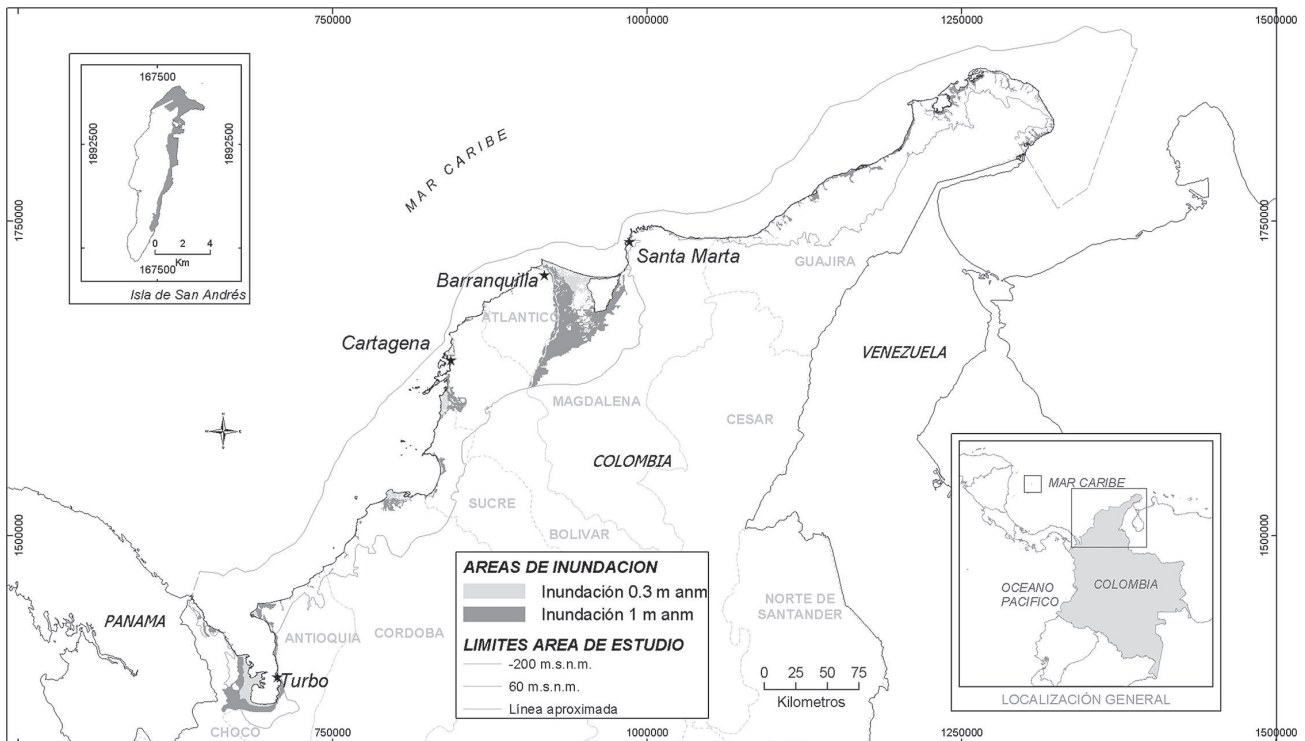 750000
1000000
1250000
1500000
167500
1892500
1892500
0 2 4
Km
167500
Isla de San Andrés
MAR CARIBE
1750000
1750000
Santa Marta
GUAJIRA
Barranquilla
ATLANTICO
Cartagena
VENEZUELA
MAGDALENA
CESAR
COLOMBIA
SUCRE
BOLIVAR
1500000
1500000
AREAS DE INUNDACION
Inundación 0.3 m anm
Inundación 1 m anm
LIMITES AREA DE ESTUDIO
-200 m.s.n.m.
60 m.s.n.m.
Línea aproximada
PANAMA
ANTIOQUIA
CORDOBA
NORTE DE
SANTANDER
Turbo
CHOCO
0 25 50
Kilometros
MAR CARIBE
OCEANO
PACIFICO
COLOMBIA
LOCALIZACIÓN GENERAL
750000
1000000
1250000
1500000